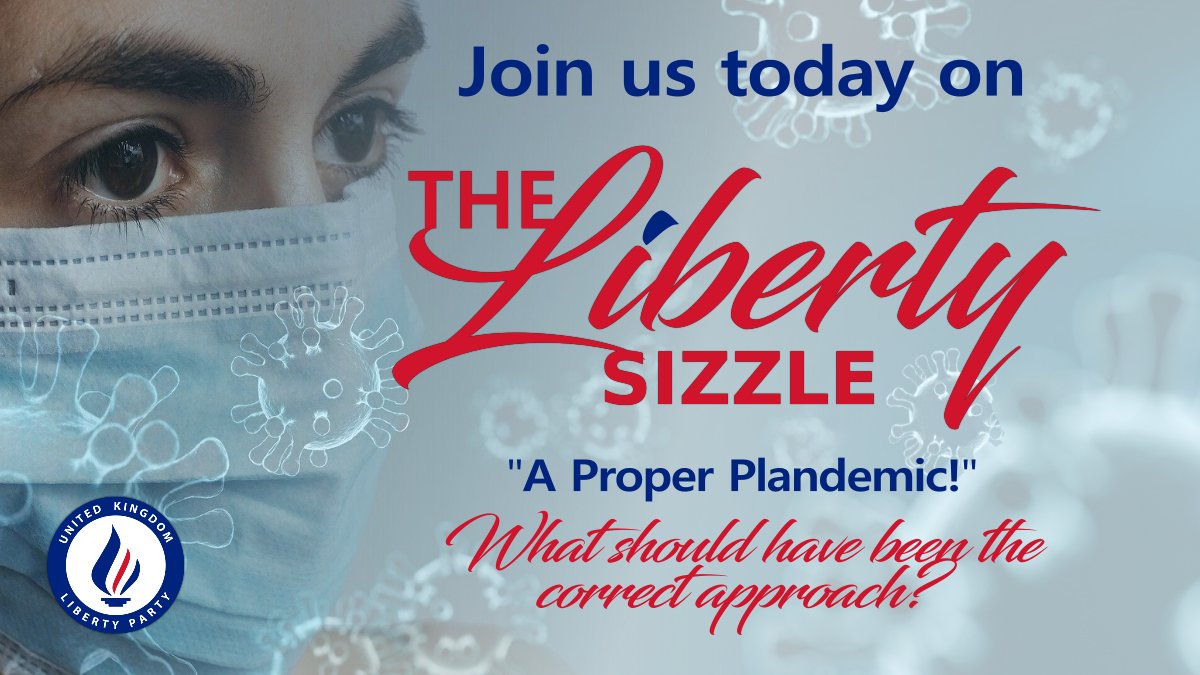 Join us today on
THE Liberty
SIZZLE
"A Proper Plandemic!"
What should have been the
correct approach?
UNITED KINGDOM
LIBERTY PARTY